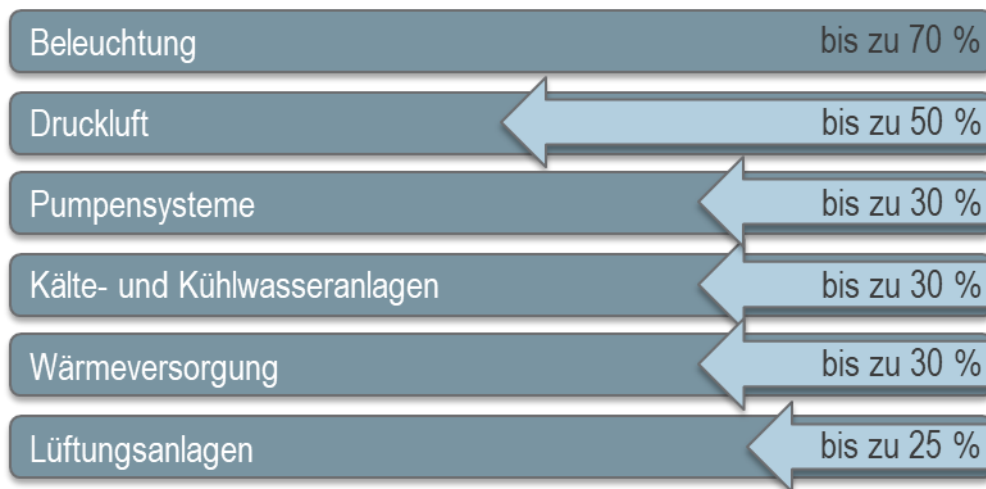 Beleuchtung bis zu 70 %
Druckluft bis zu 50 %
Pumpensysteme bis zu 30 %
Kälte- und Kühlwasseranlagen bis zu 30 %
Wärmeversorgung bis zu 30 %
Lüftungsanlagen bis zu 25 %